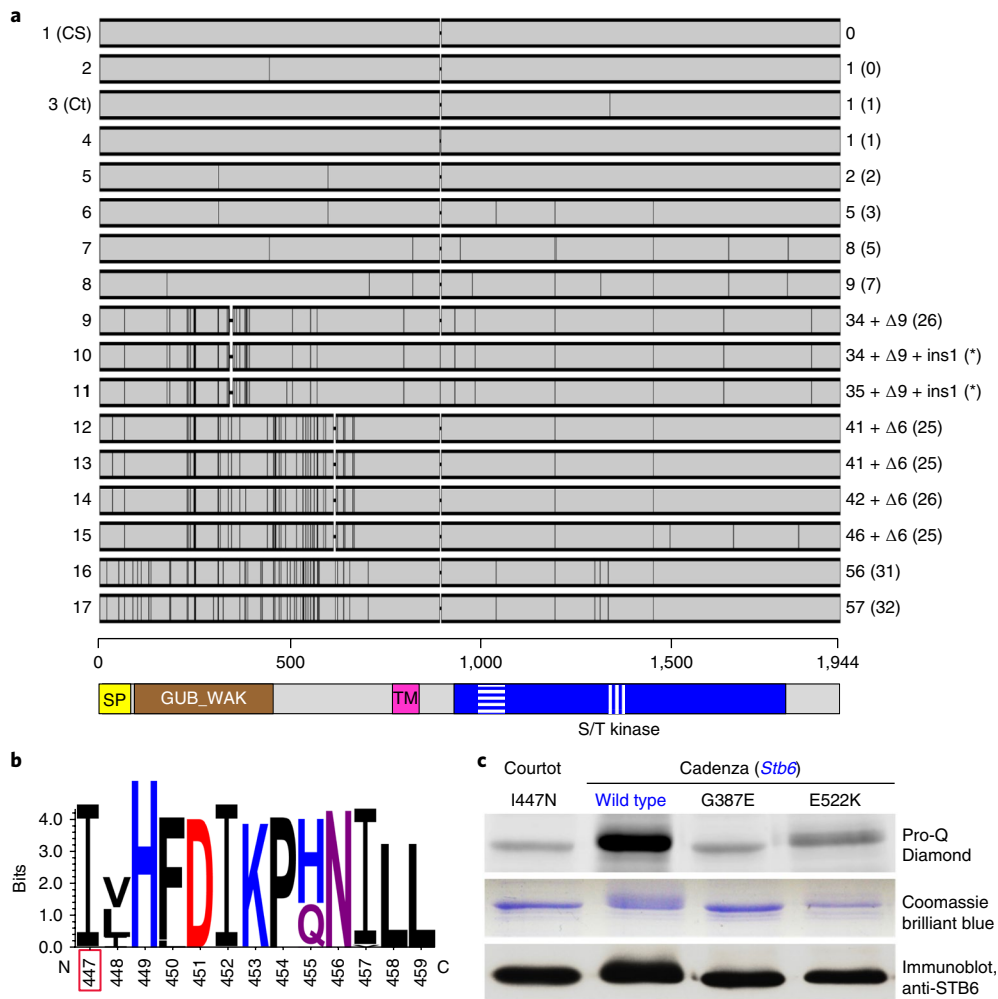 a
1 (CS) 0
2 1 (0)
3 (Ct) 1 (1)
4 1 (1)
5 2 (2)
6 5 (3)
7 8 (5)
8 9 (7)
9 34 + Δ9 (26)
10 34 + Δ9 + ins1 (*)
11 35 + Δ9 + ins1 (*)
12 41 + Δ6 (25)
13 41 + Δ6 (25)
14 42 + Δ6 (26)
15 46 + Δ6 (25)
16 56 (31)
17 57 (32)
0 500 1,000 1,500 1,944
SP GUB_WAK TM
S/T kinase
b
Bits
4.0
3.0
2.0
1.0
0.0
I V H F D I K P H N I L L
L Q
N 447 448 449 450 451 452 453 454 455 456 457 458 459 C
c
Courtot Cadenza (Stb6)
I447N Wild type G387E E522K
Pro-Q
Diamond
Coomassie
brilliant blue
Immunoblot,
anti-STB6